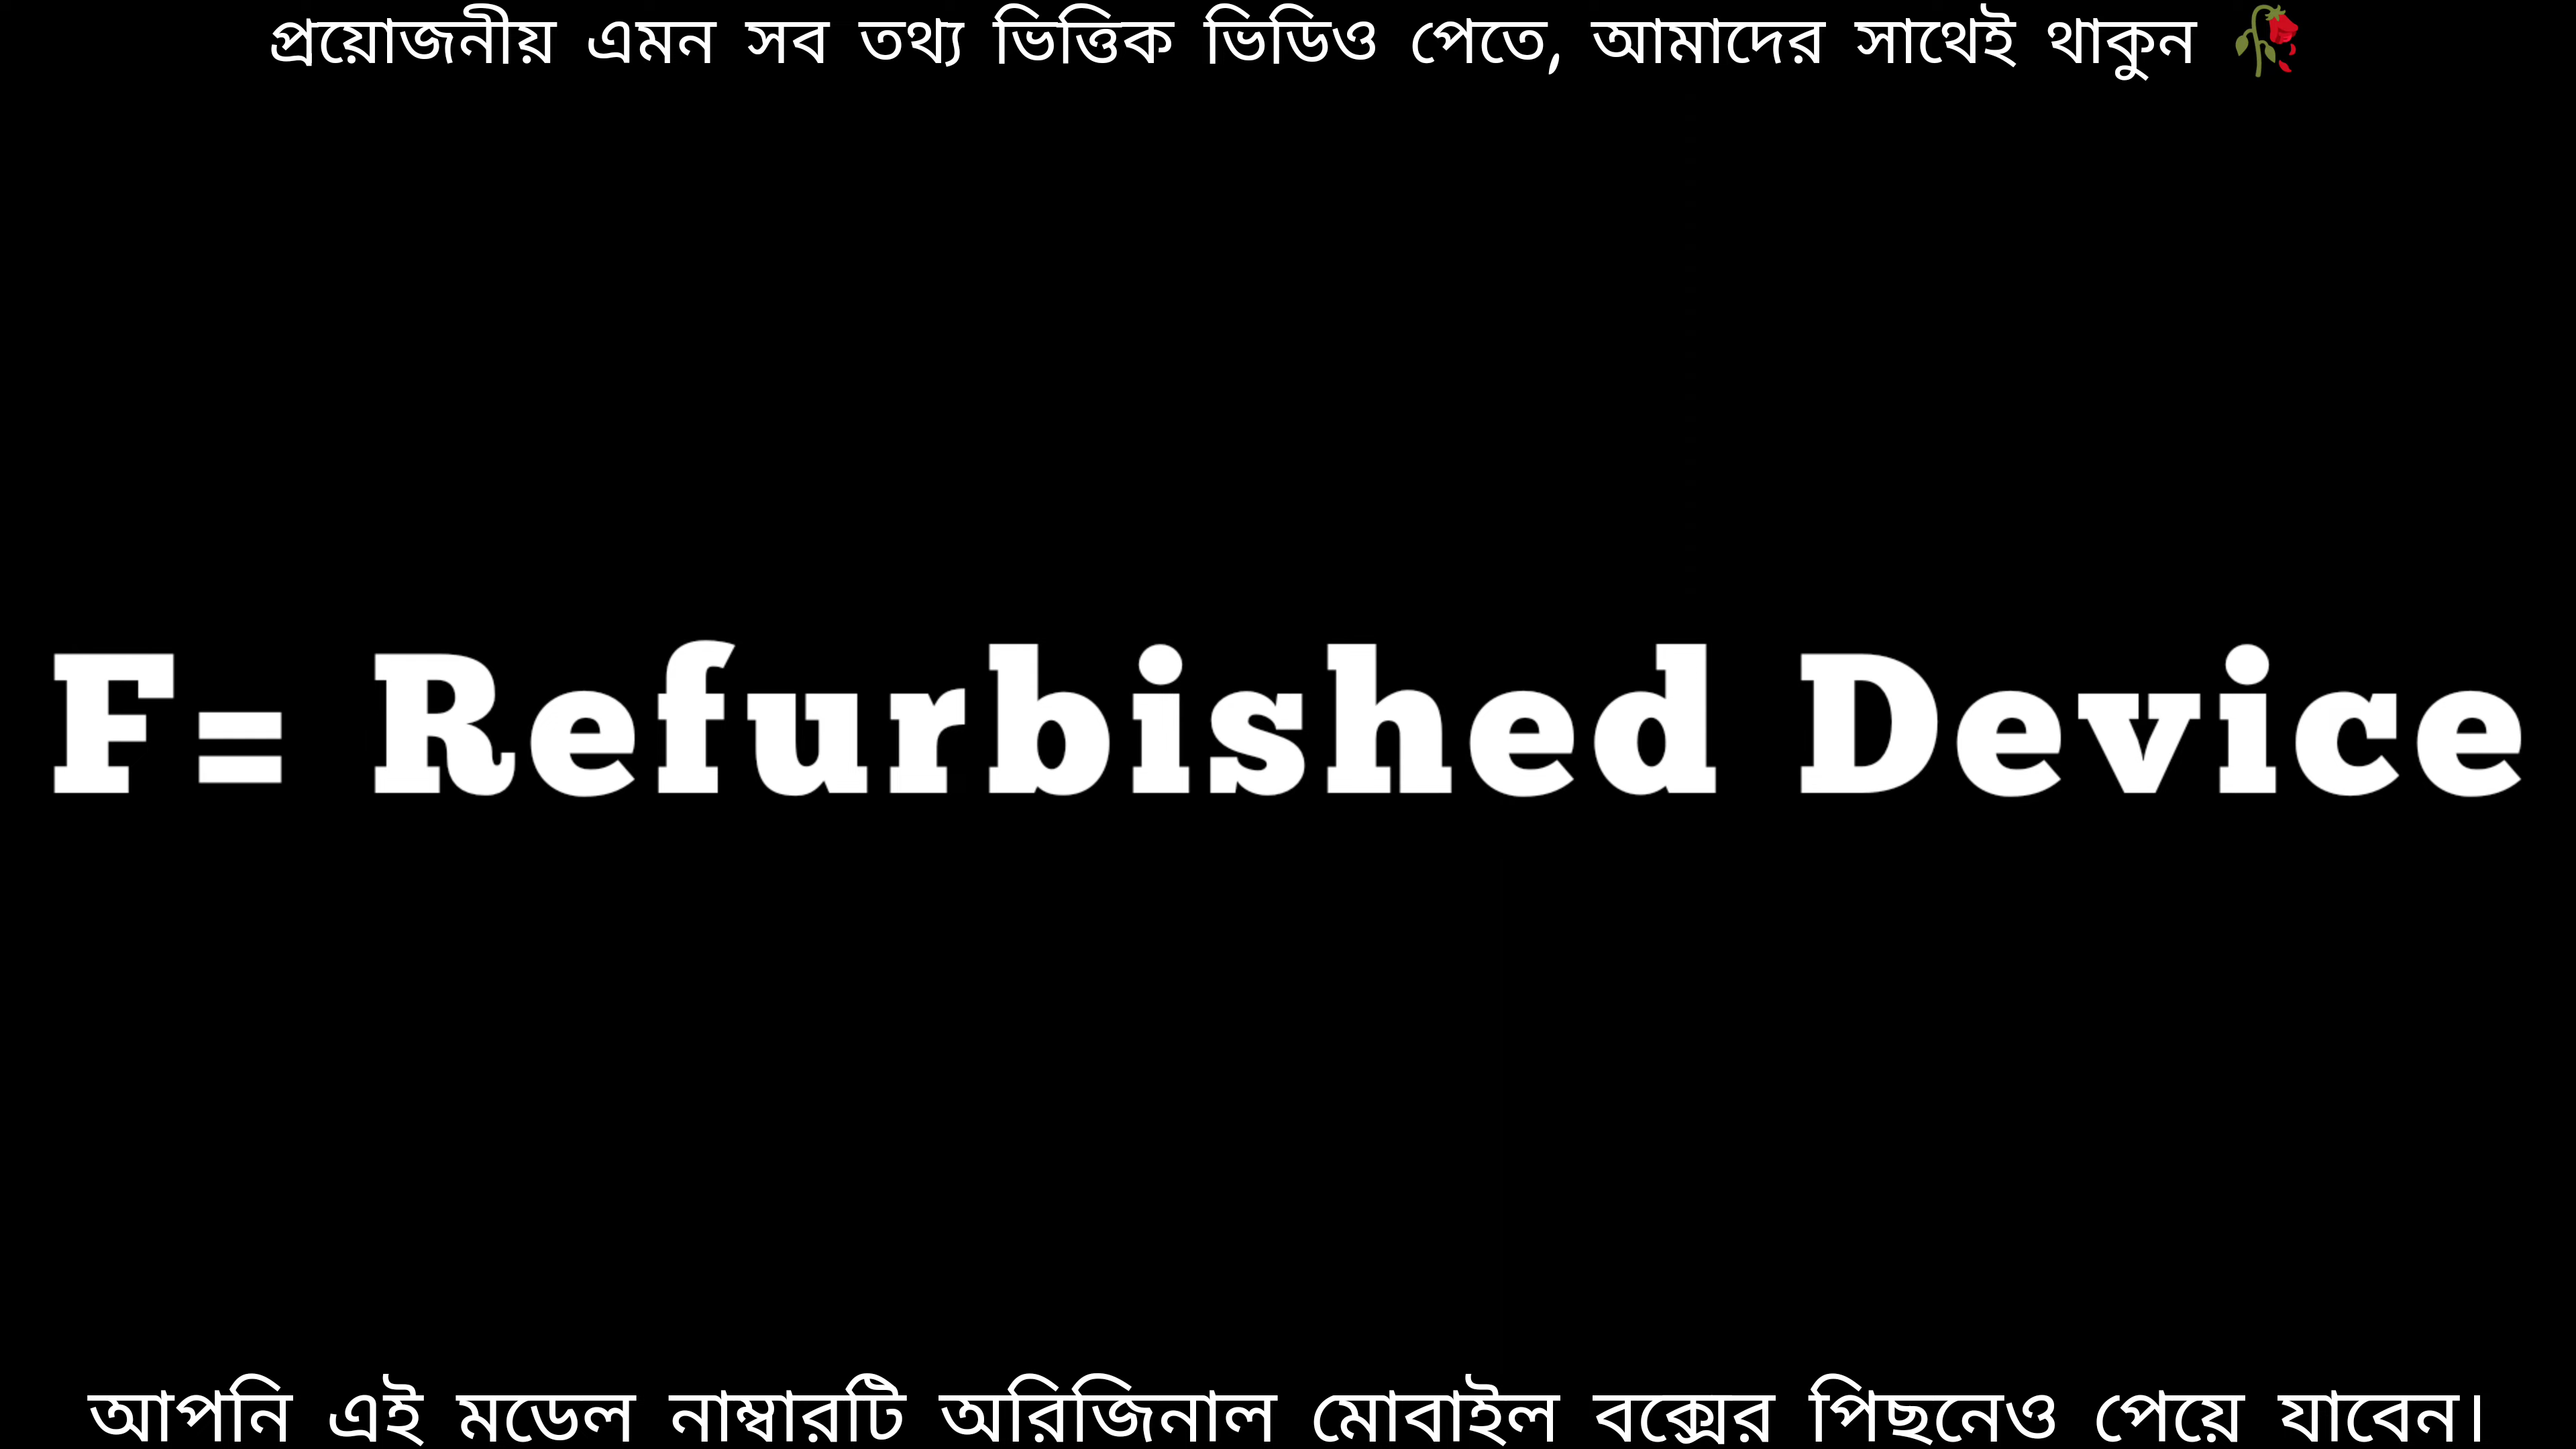 প্রয়োজনীয় এমন সব তথ্য ভিত্তিক ভিডিও পেতে, আমাদের সাথেই থাকুন 🥀
F= Refurbished Device
আপনি এই মডেল নাম্বারটি অরিজিনাল মোবাইল বক্সের পিছনেও পেয়ে যাবেন।